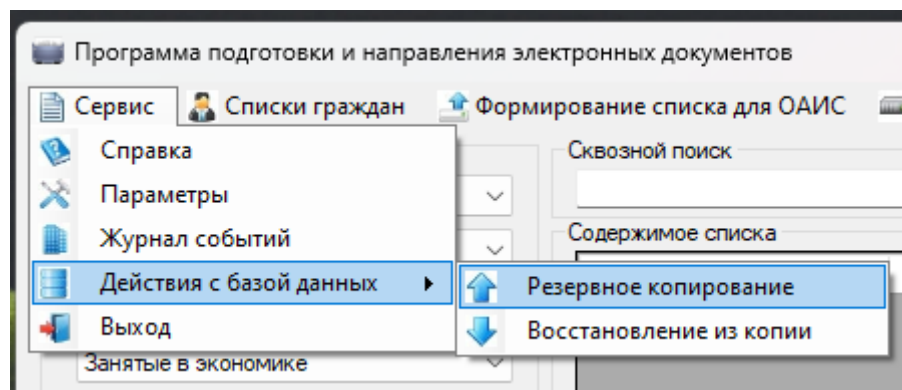 Программа подготовки и направления электронных документов
Сервис Списки граждан Формирование списка для ОАИС
Справка
Сквозной поиск
Параметры
Журнал событий
Содержимое списка
Действия с базой данных
Резервное копирование
Выход
Восстановление из копии
Занятые в экономике